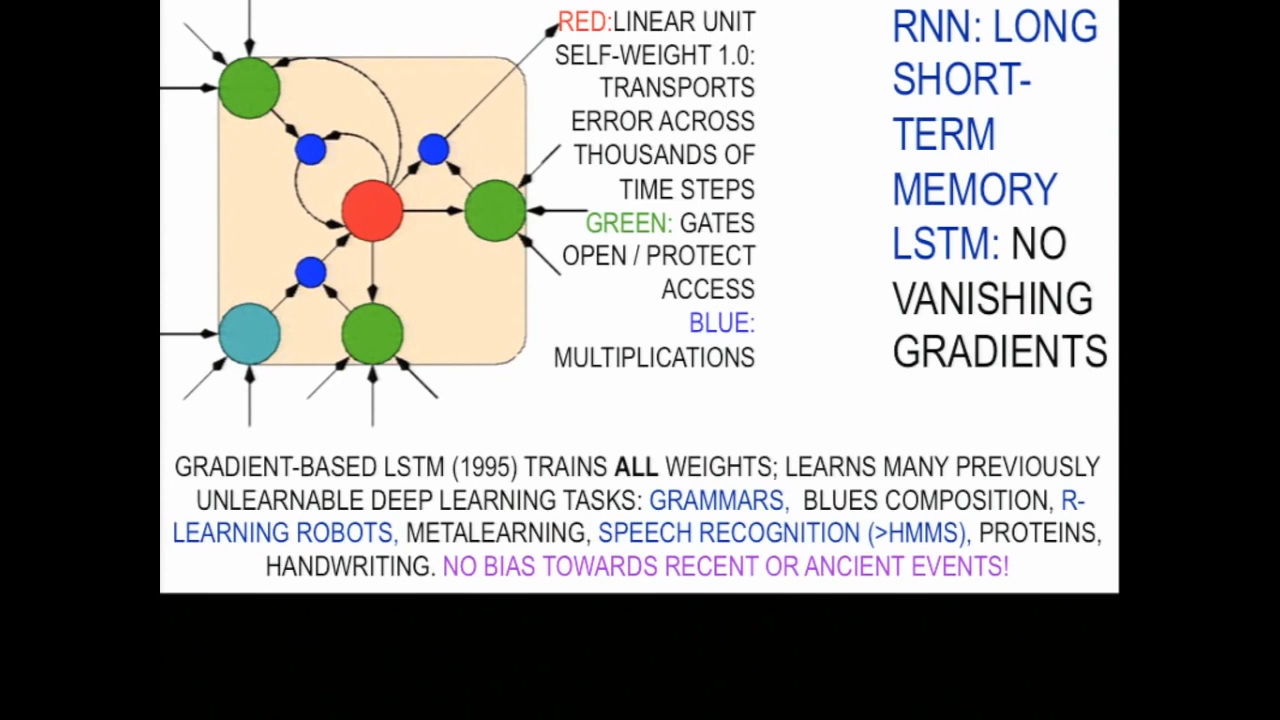 RED:LINEAR UNIT
SELF-WEIGHT 1.0:
TRANSPORTS
ERROR ACROSS
THOUSANDS OF
TIME STEPS
GREEN: GATES
OPEN / PROTECT
ACCESS
BLUE:
MULTIPLICATIONS
RNN: LONG
SHORT-
TERM
MEMORY
LSTM: NO
VANISHING
GRADIENTS
GRADIENT-BASED LSTM (1995) TRAINS ALL WEIGHTS; LEARNS MANY PREVIOUSLY
UNLEARNABLE DEEP LEARNING TASKS: GRAMMARS, BLUES COMPOSITION, R-
LEARNING ROBOTS, METALEARNING, SPEECH RECOGNITION (>HMMS), PROTEINS,
HANDWRITING. NO BIAS TOWARDS RECENT OR ANCIENT EVENTS!